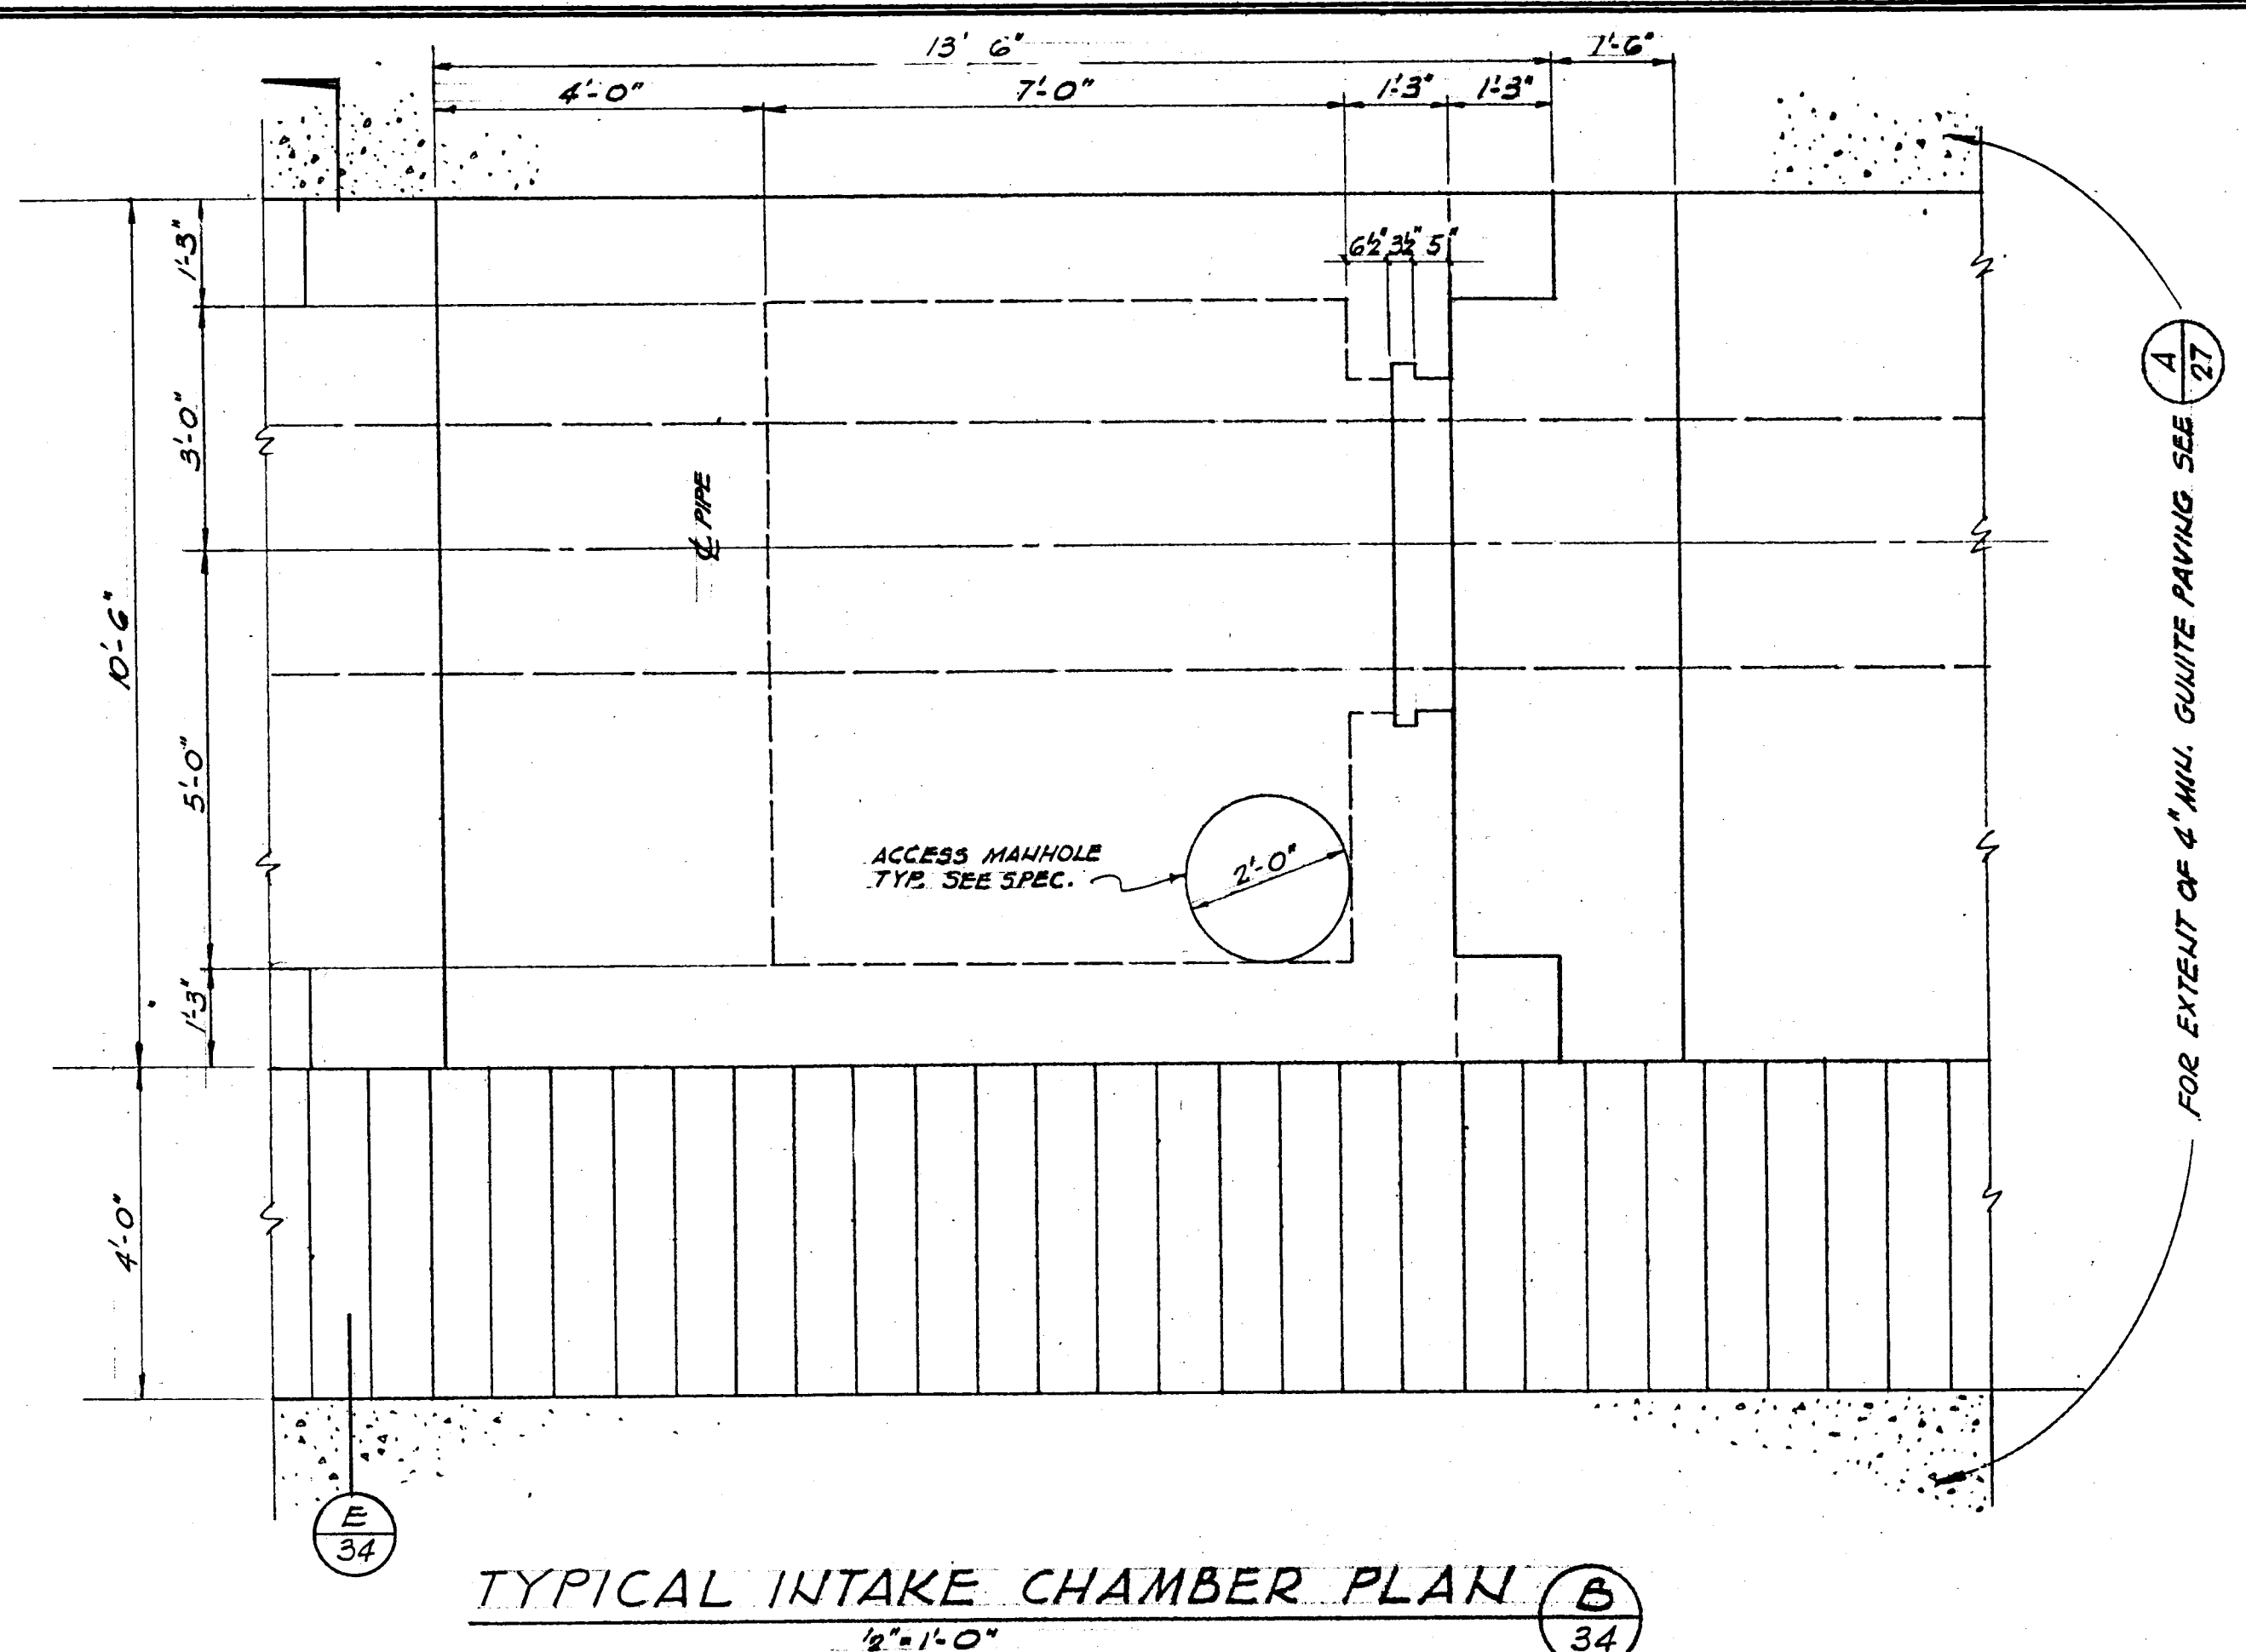 13' 6"
1'-6"
4'-0"
7'-0"
1'-3"
1'-3"
6½" 3½" 5"
1'-3"
3'-0"
10'-6"
5'-0"
1'-3"
4'-0"
℄ PIPE
ACCESS MANHOLE
TYP. SEE SPEC.
2'-0"
FOR EXTENT OF 4" MIN. GUNITE PAVING SEE
A
27
E
34
TYPICAL INTAKE CHAMBER PLAN
½"=1'-0"
B
34